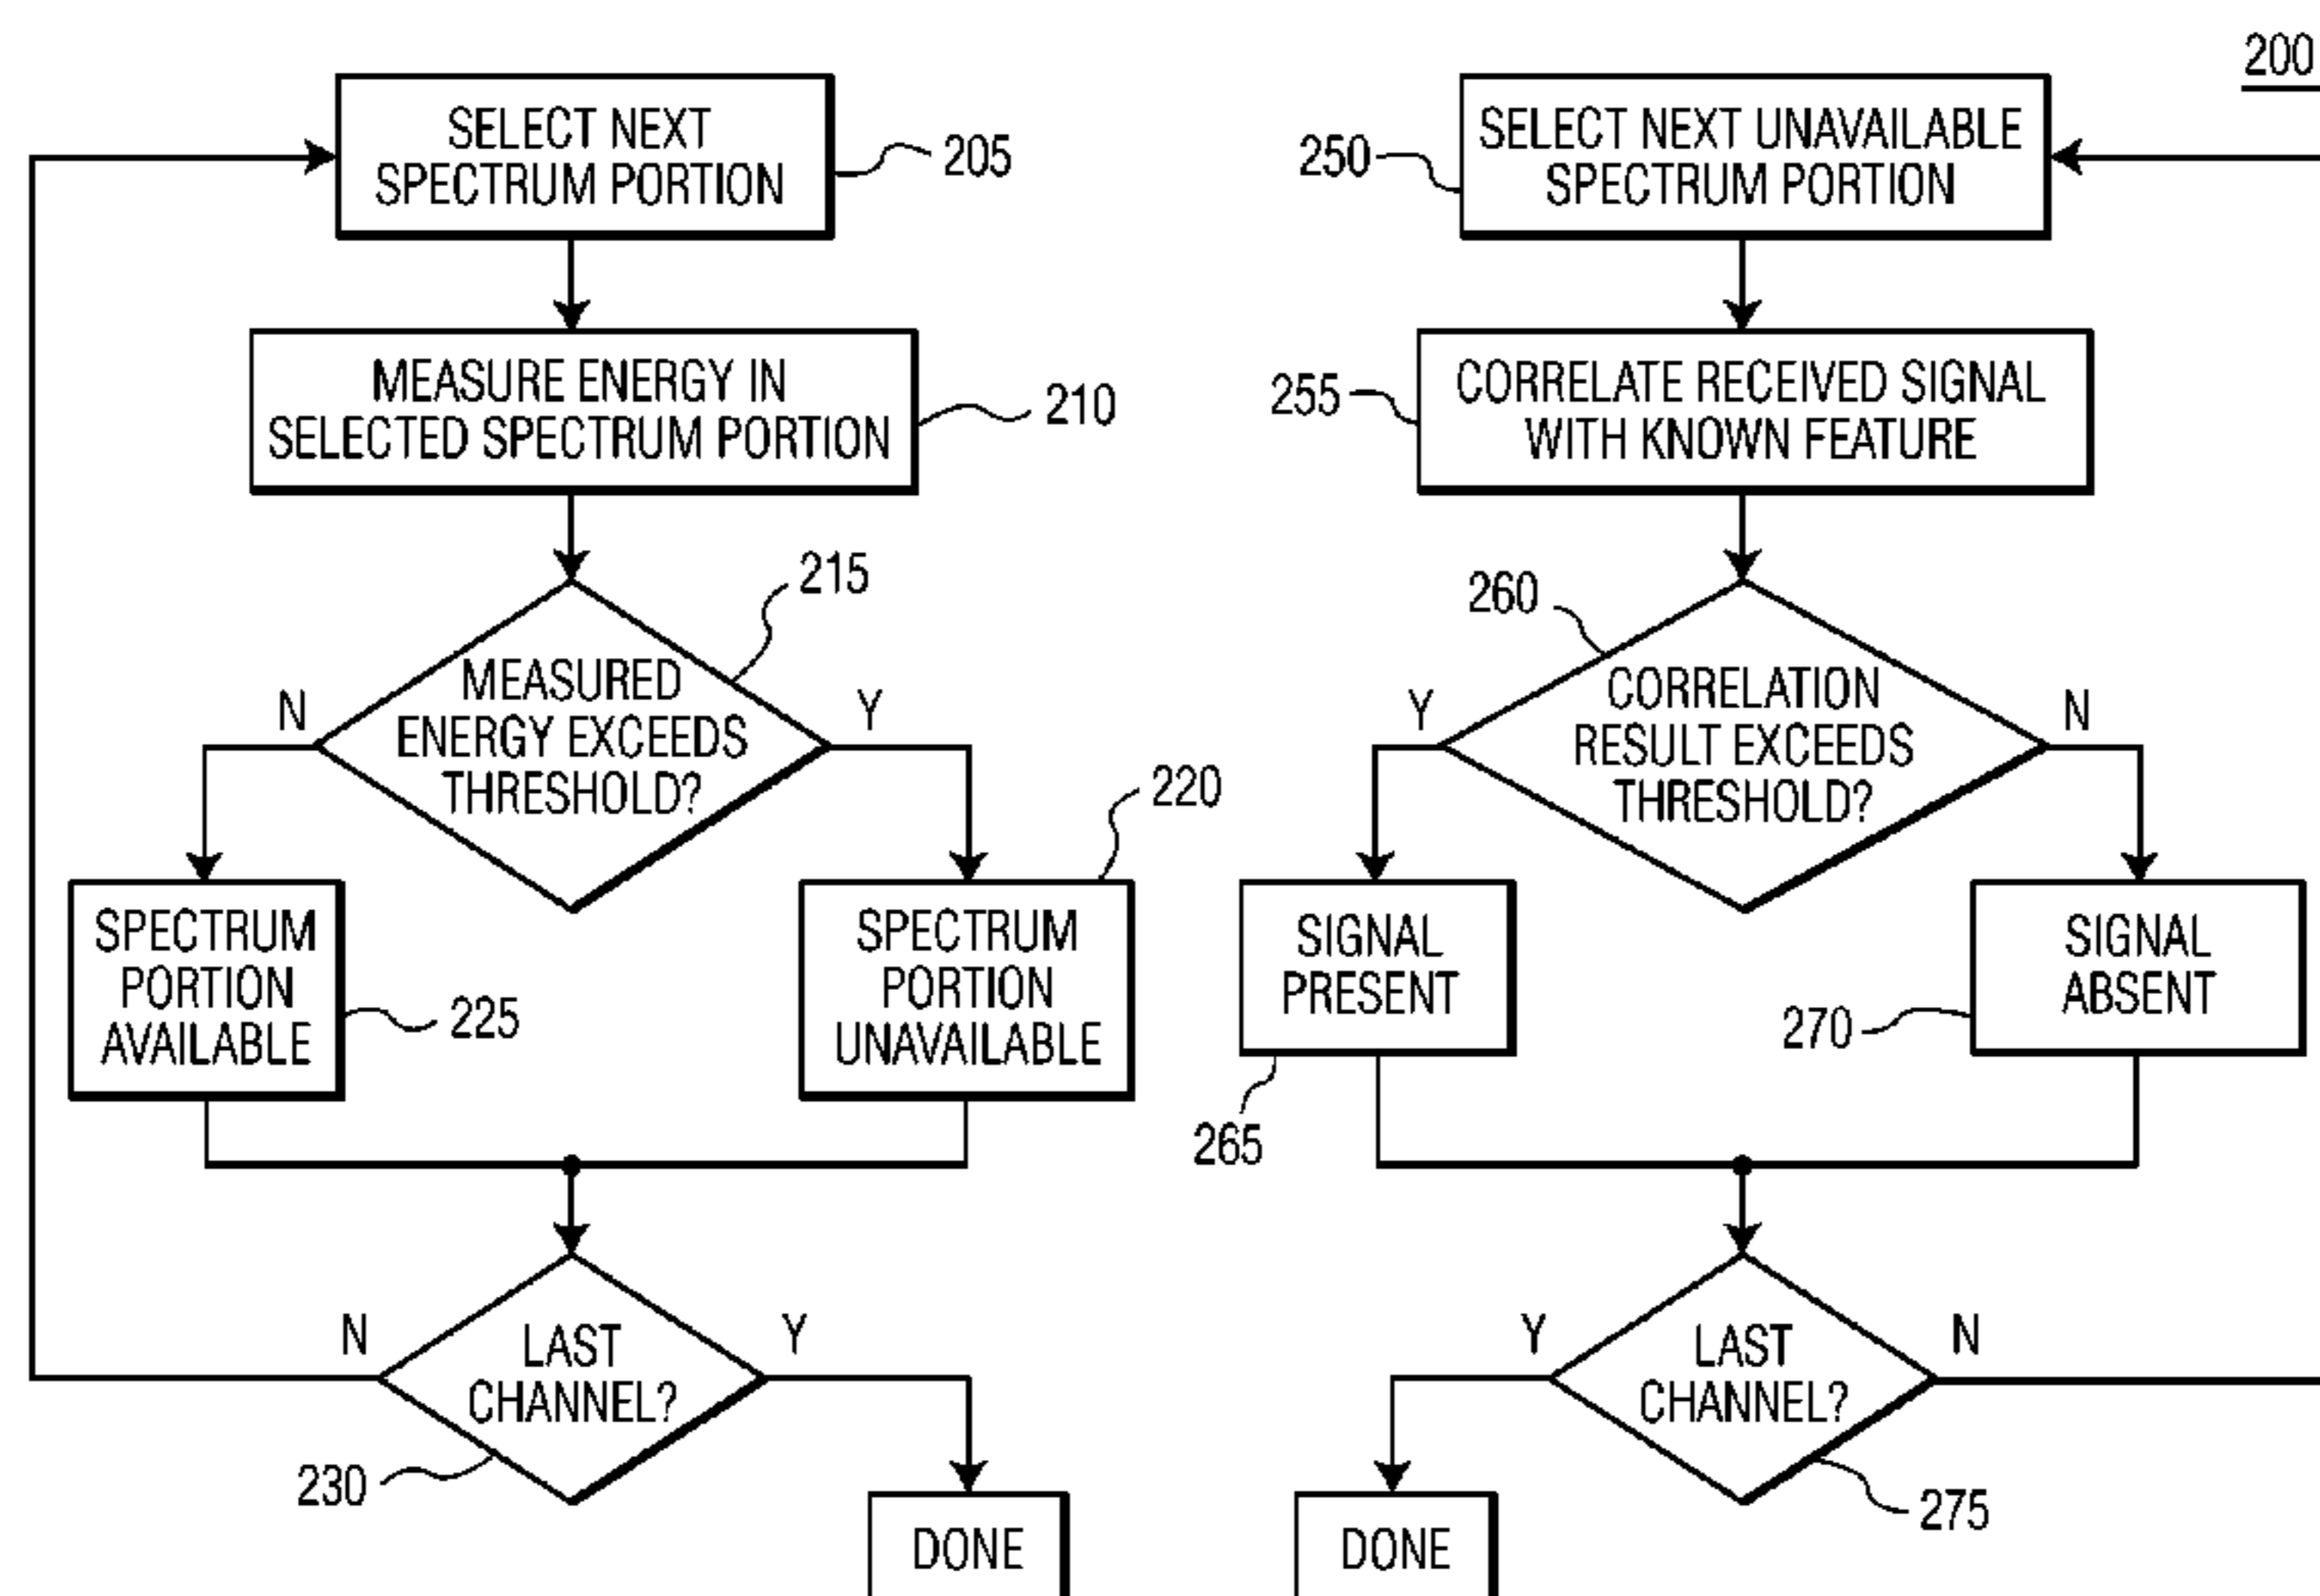 200
SELECT NEXT
SPECTRUM PORTION
205
MEASURE ENERGY IN
SELECTED SPECTRUM PORTION
210
215
MEASURED
ENERGY EXCEEDS
THRESHOLD?
N
Y
220
SPECTRUM
PORTION
AVAILABLE
225
SPECTRUM
PORTION
UNAVAILABLE
LAST
CHANNEL?
N
Y
230
DONE
SELECT NEXT UNAVAILABLE
SPECTRUM PORTION
250
CORRELATE RECEIVED SIGNAL
WITH KNOWN FEATURE
255
260
CORRELATION
RESULT EXCEEDS
THRESHOLD?
Y
N
SIGNAL
PRESENT
265
SIGNAL
ABSENT
270
LAST
CHANNEL?
Y
N
275
DONE